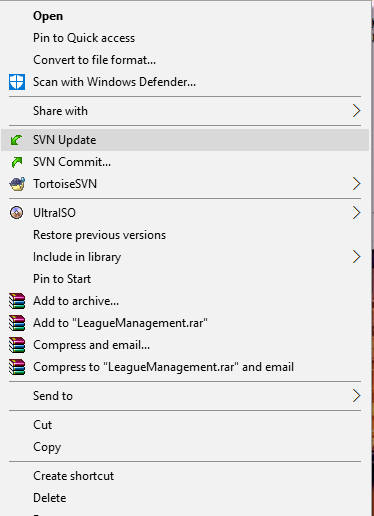 Open
Pin to Quick access
Convert to file format...
Scan with Windows Defender...
Share with
SVN Update
SVN Commit...
TortoiseSVN
UltraISO
Restore previous versions
Include in library
Pin to Start
Add to archive...
Add to "LeagueManagement.rar"
Compress and email...
Compress to "LeagueManagement.rar" and email
Send to
Cut
Copy
Create shortcut
Delete